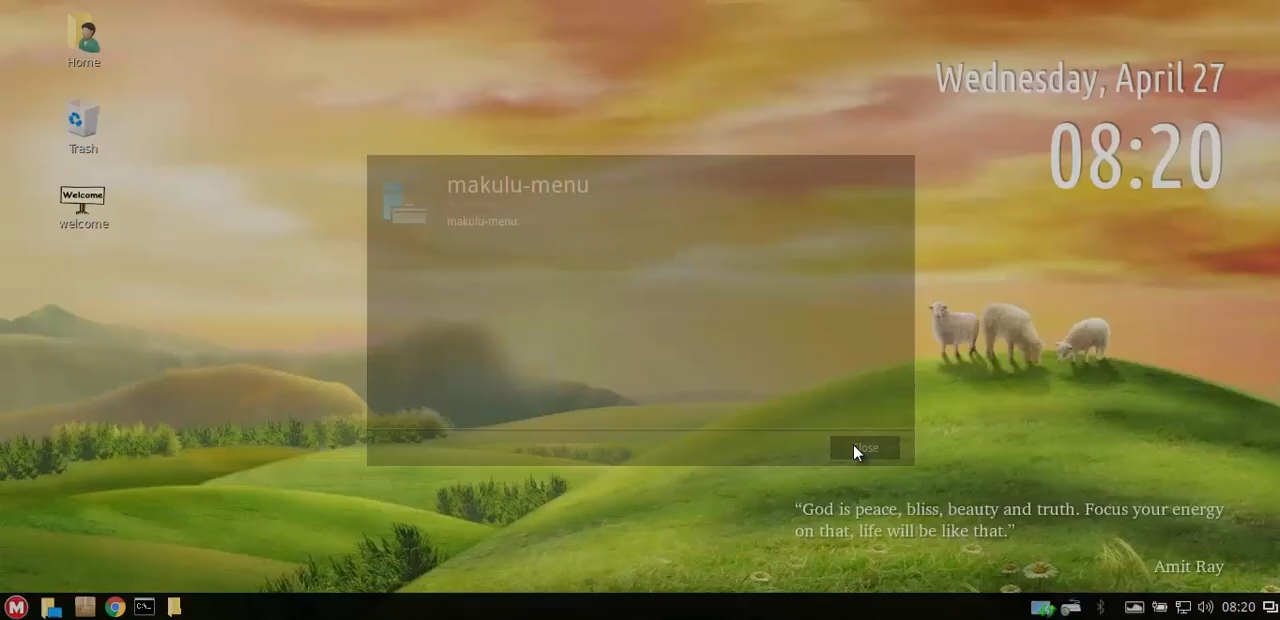 Home
Trash
Welcome
welcome
Wednesday, April 27
08:20
makulu-menu
makulu-menu.
Close
“God is peace, bliss, beauty and truth. Focus your energy
on that, life will be like that.”
Amit Ray
M
08:20